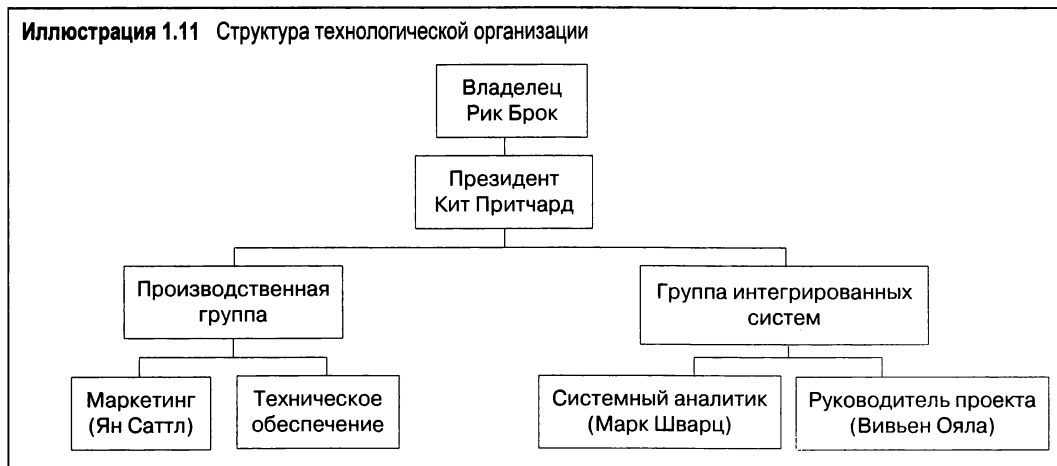 Иллюстрация 1.11 Структура технологической организации
Владелец
Рик Брок
Президент
Кит Притчард
Производственная
группа
Группа интегрированных
систем
Маркетинг
(Ян Саттл)
Техническое
обеспечение
Системный аналитик
(Марк Шварц)
Руководитель проекта
(Вивьен Ояла)